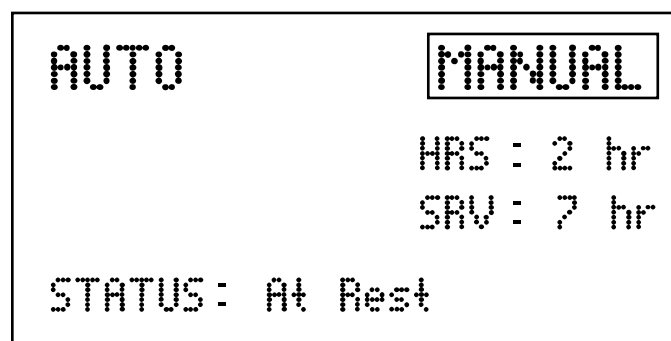 AUTO MANUAL
HRS: 2 hr
SRV: 7 hr
STATUS: At Rest